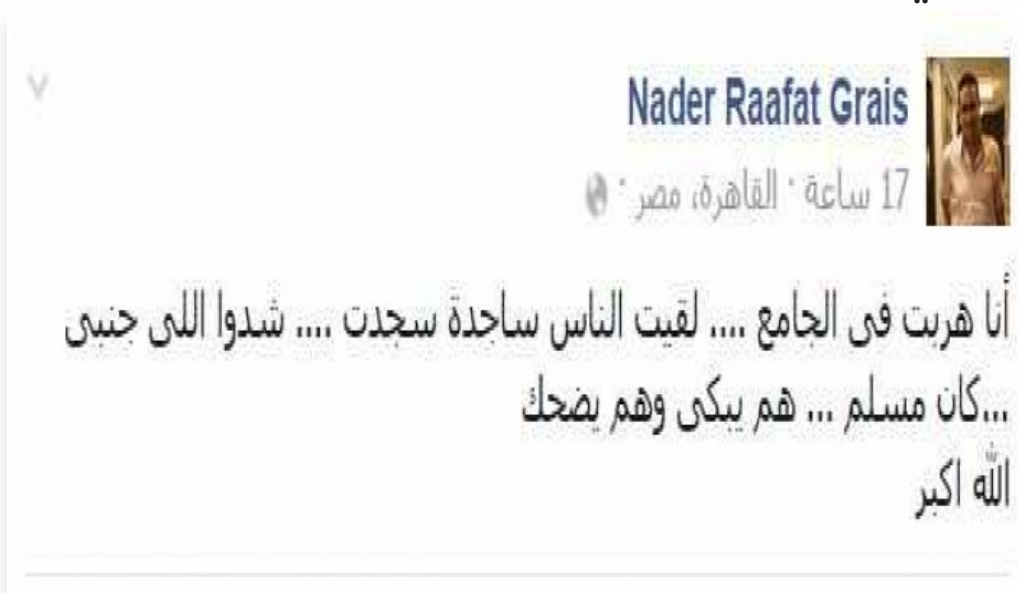 Nader Raafat Grais
17 ساعة · القاهرة، مصر ·
أنا هربت فى الجامع .... لقيت الناس ساجدة سجدت .... شدوا اللى جنبى
...كان مسلم ... هم يبكى وهم يضحك
الله اكبر